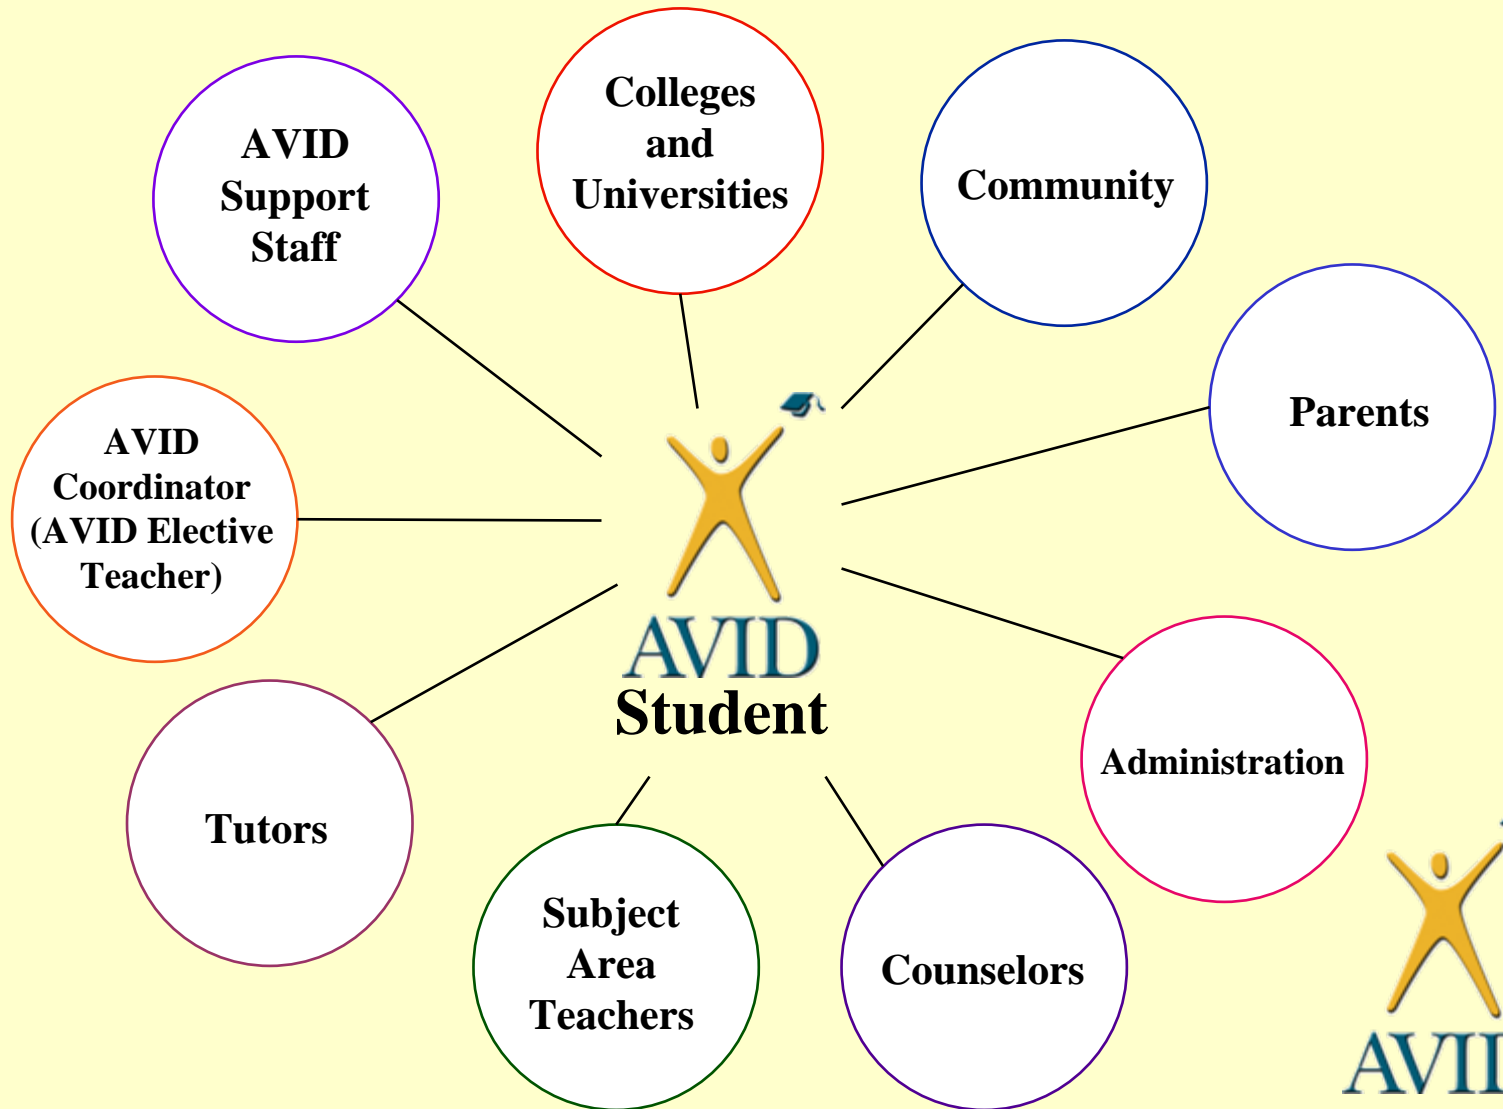 Colleges
and
Universities
AVID
Support
Staff
Community
Parents
AVID
Coordinator
(AVID Elective
Teacher)
AVID
Student
Administration
Tutors
Subject
Area
Teachers
Counselors
AVID